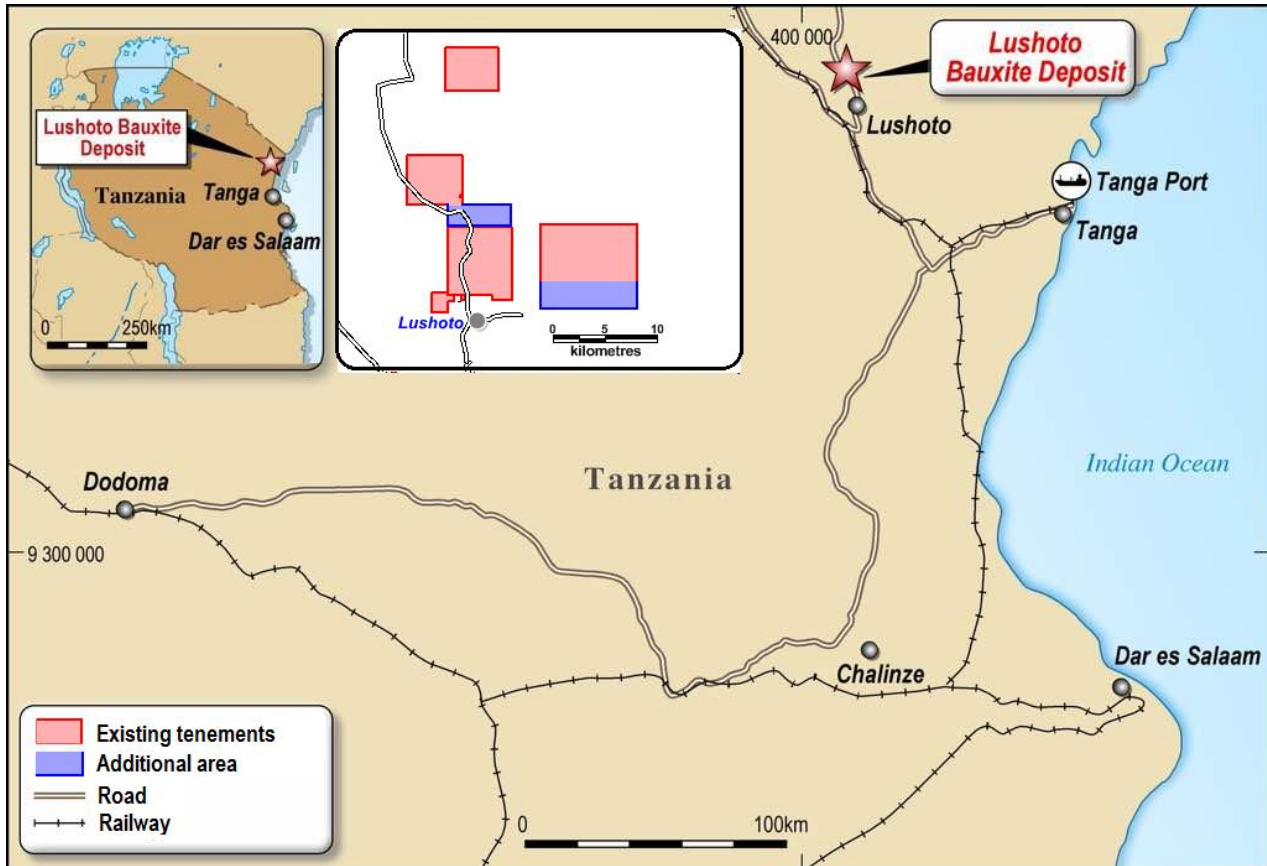 Lushoto Bauxite
Deposit
Tanzania
Tanga
Dar es Salaam
0
250km
Lushoto
0 5 10
kilometres
400 000
Lushoto
Bauxite Deposit
Lushoto
Tanga Port
Tanga
Indian Ocean
Tanzania
Dodoma
9 300 000
Chalinze
Dar es Salaam
Existing tenements
Additional area
Road
Railway
0
100km